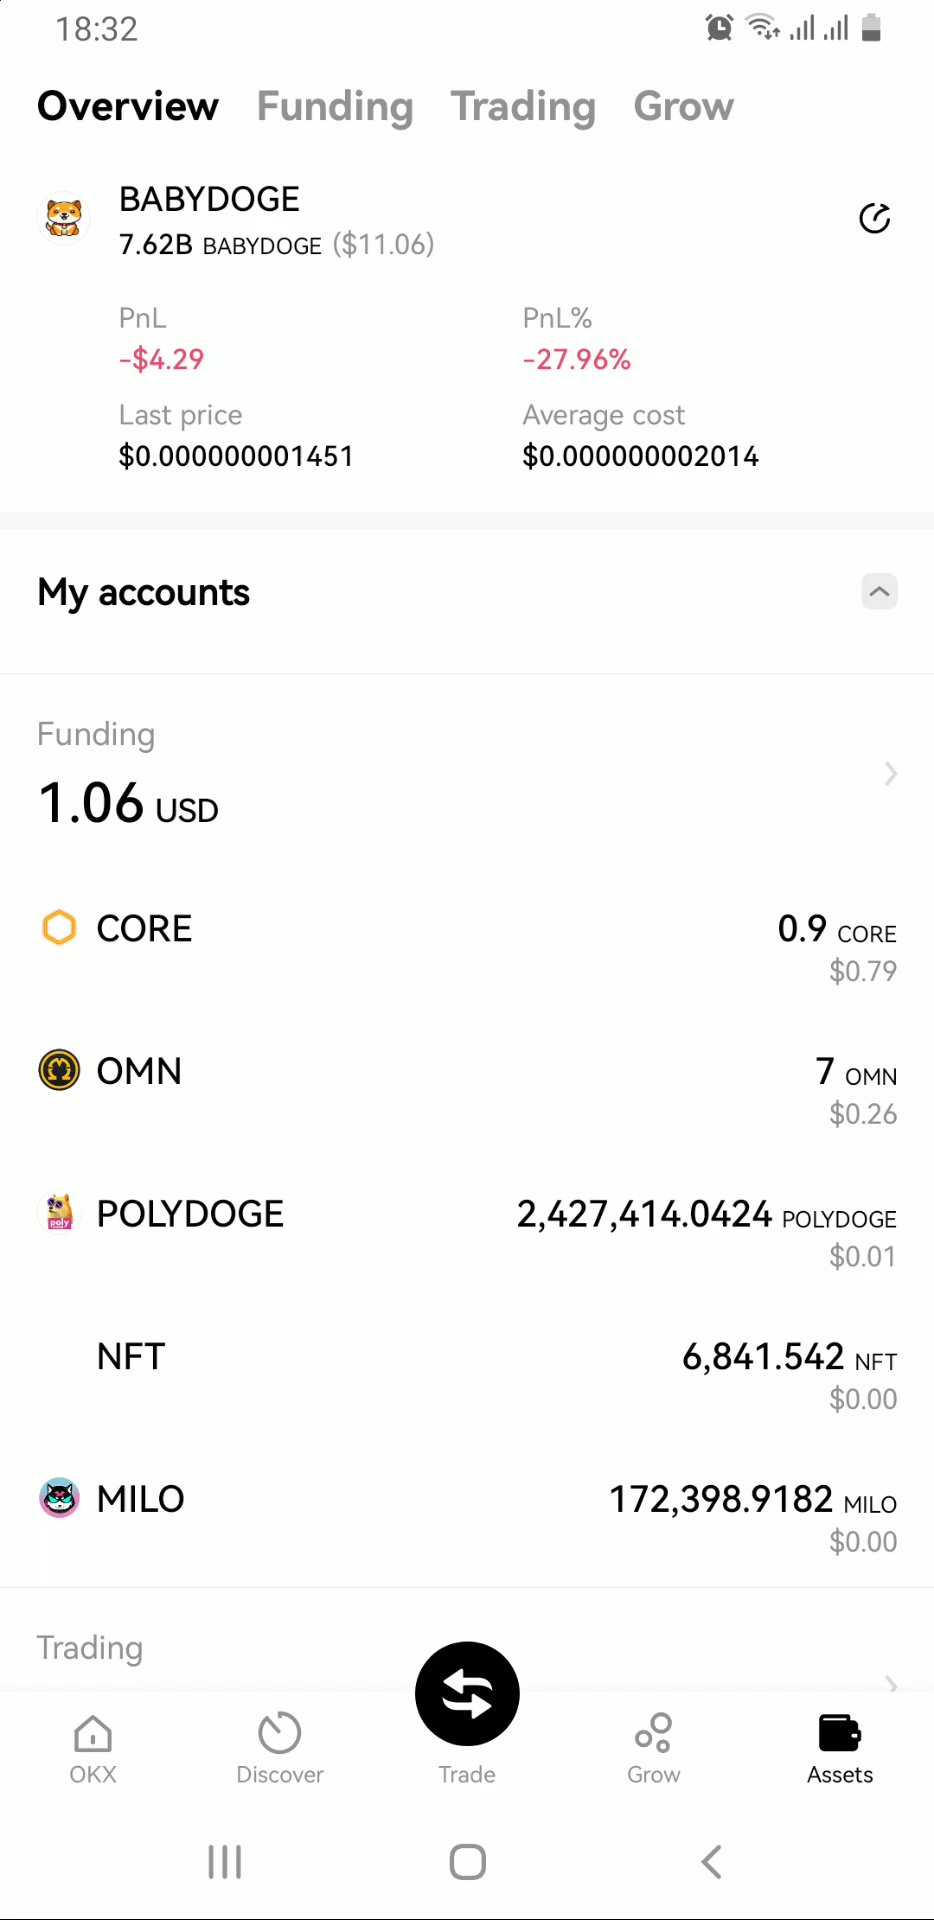 18:32
Overview Funding Trading Grow
BABYDOGE
7.62B BABYDOGE ($11.06)
PnL PnL%
-$4.29 -27.96%
Last price Average cost
$0.000000001451 $0.000000002014
My accounts
Funding
1.06 USD
CORE 0.9 CORE
$0.79
OMN 7 OMN
$0.26
poly
POLYDOGE 2,427,414.0424 POLYDOGE
$0.01
NFT 6,841.542 NFT
$0.00
MILO 172,398.9182 MILO
$0.00
Trading
OKX Discover Trade Grow Assets